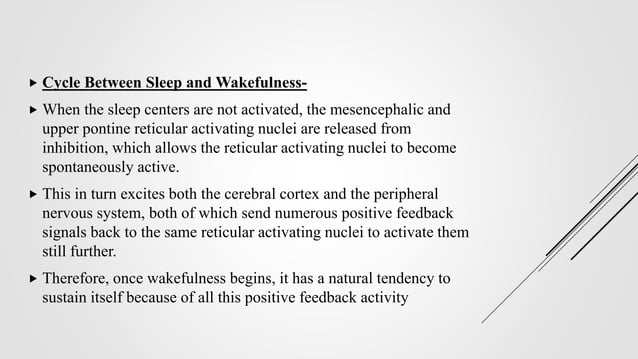 Cycle Between Sleep and Wakefulness-
When the sleep centers are not activated, the mesencephalic and
upper pontine reticular activating nuclei are released from
inhibition, which allows the reticular activating nuclei to become
spontaneously active.
This in turn excites both the cerebral cortex and the peripheral
nervous system, both of which send numerous positive feedback
signals back to the same reticular activating nuclei to activate them
still further.
Therefore, once wakefulness begins, it has a natural tendency to
sustain itself because of all this positive feedback activity